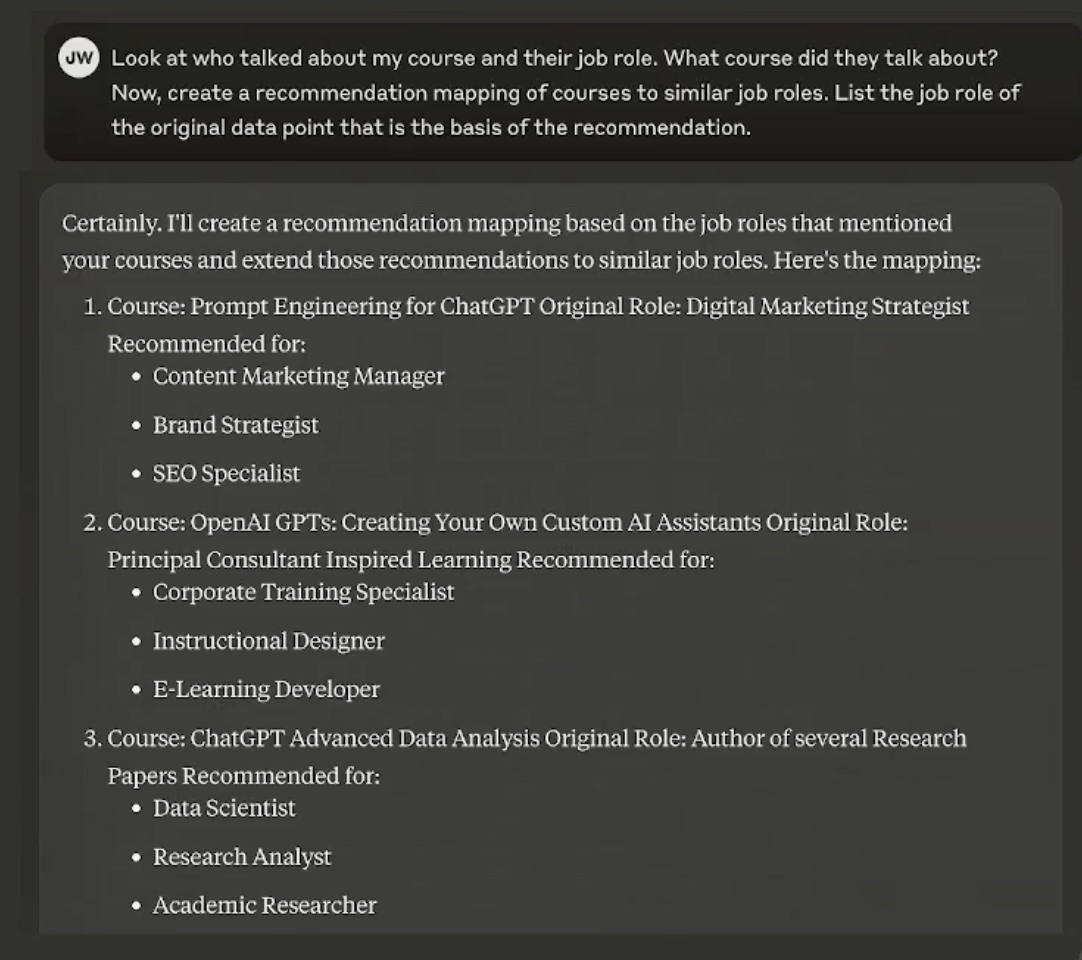 JW
Look at who talked about my course and their job role. What course did they talk about?
Now, create a recommendation mapping of courses to similar job roles. List the job role of
the original data point that is the basis of the recommendation.
Certainly. I'll create a recommendation mapping based on the job roles that mentioned
your courses and extend those recommendations to similar job roles. Here's the mapping:
1. Course: Prompt Engineering for ChatGPT Original Role: Digital Marketing Strategist
Recommended for:
• Content Marketing Manager
• Brand Strategist
• SEO Specialist
2. Course: OpenAI GPTs: Creating Your Own Custom AI Assistants Original Role:
Principal Consultant Inspired Learning Recommended for:
• Corporate Training Specialist
• Instructional Designer
• E-Learning Developer
3. Course: ChatGPT Advanced Data Analysis Original Role: Author of several Research
Papers Recommended for:
• Data Scientist
• Research Analyst
• Academic Researcher